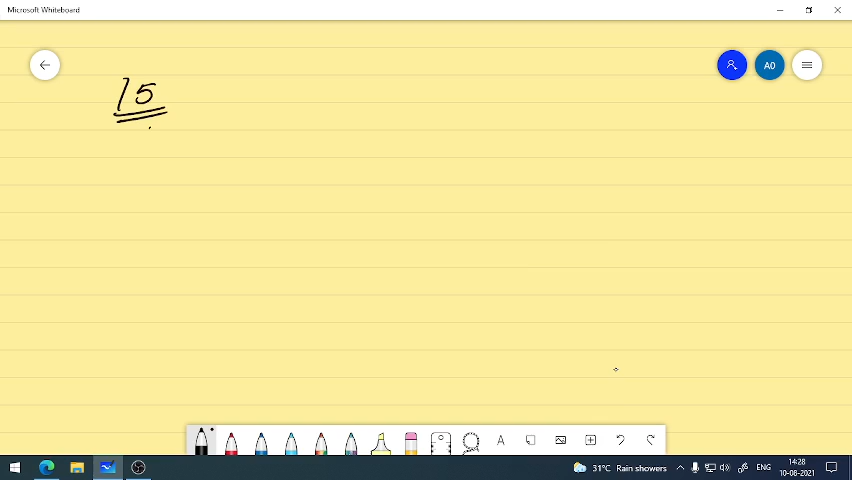 Microsoft Whiteboard
A0
15
A
31°C Rain showers
ENG
14:28
10-08-2021